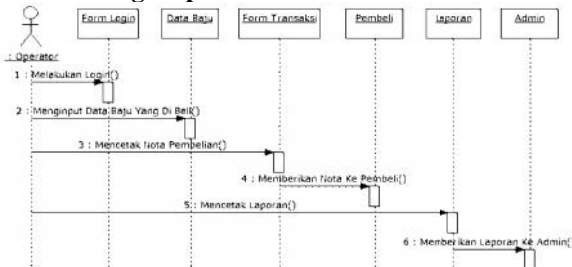 Form Login Data Baju Form Transaksi Pembeli Laporan Admin
: Operator
1 : Melakukan Login()
2 : Menginput Data Baju Yang Di Beli()
3 : Mencetak Nota Pembelian()
4 : Memberikan Nota Ke Pembeli()
5 : Mencetak Laporan()
6 : Memberikan Laporan Ke Admin(